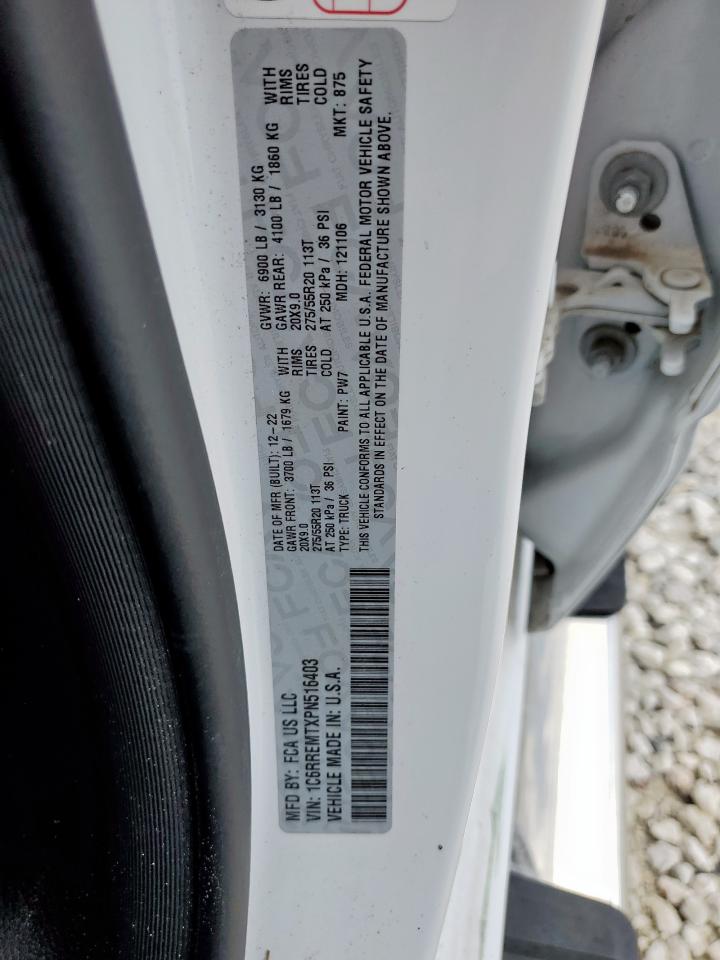 MFD BY: FCA US LLC
DATE OF MFR (BUILT): 12-22 GVWR: 6900 LB / 3130 KG
GAWR FRONT: 3700 LB / 1679 KG WITH GAWR REAR: 4100 LB / 1860 KG WITH
20X9.0 RIMS 20X9.0 RIMS
275/55R20 113T TIRES 275/55R20 113T TIRES
AT 250 kPa / 36 PSI COLD AT 250 kPa / 36 PSI COLD
VIN: 1C6RREMTXPN516403
TYPE: TRUCK PAINT: PW7 MDH: 121106 MKT: 875
VEHICLE MADE IN: U.S.A.
THIS VEHICLE CONFORMS TO ALL APPLICABLE U.S.A. FEDERAL MOTOR VEHICLE SAFETY
STANDARDS IN EFFECT ON THE DATE OF MANUFACTURE SHOWN ABOVE.